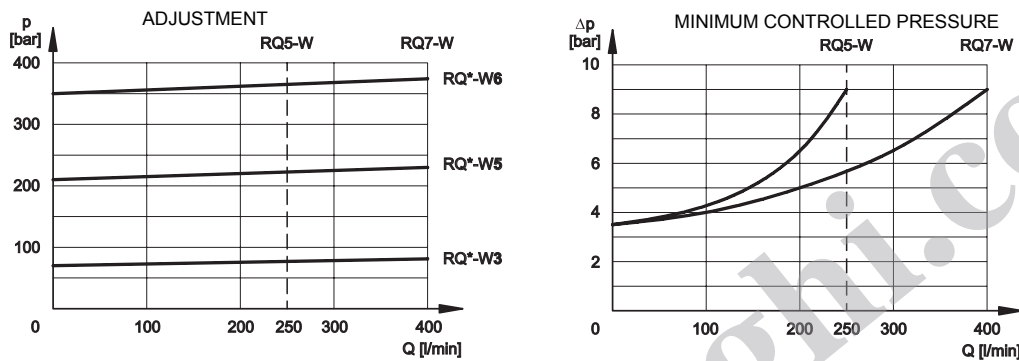 p
[bar]
ADJUSTMENT
RQ5-W
RQ7-W
400
300
200
100
0
RQ*-W6
RQ*-W5
RQ*-W3
100
200
250
300
400
Q [l/min]
Δp
[bar]
MINIMUM CONTROLLED PRESSURE
RQ5-W
RQ7-W
10
8
6
4
2
0
100
200
250
300
400
Q [l/min]
ghi.co